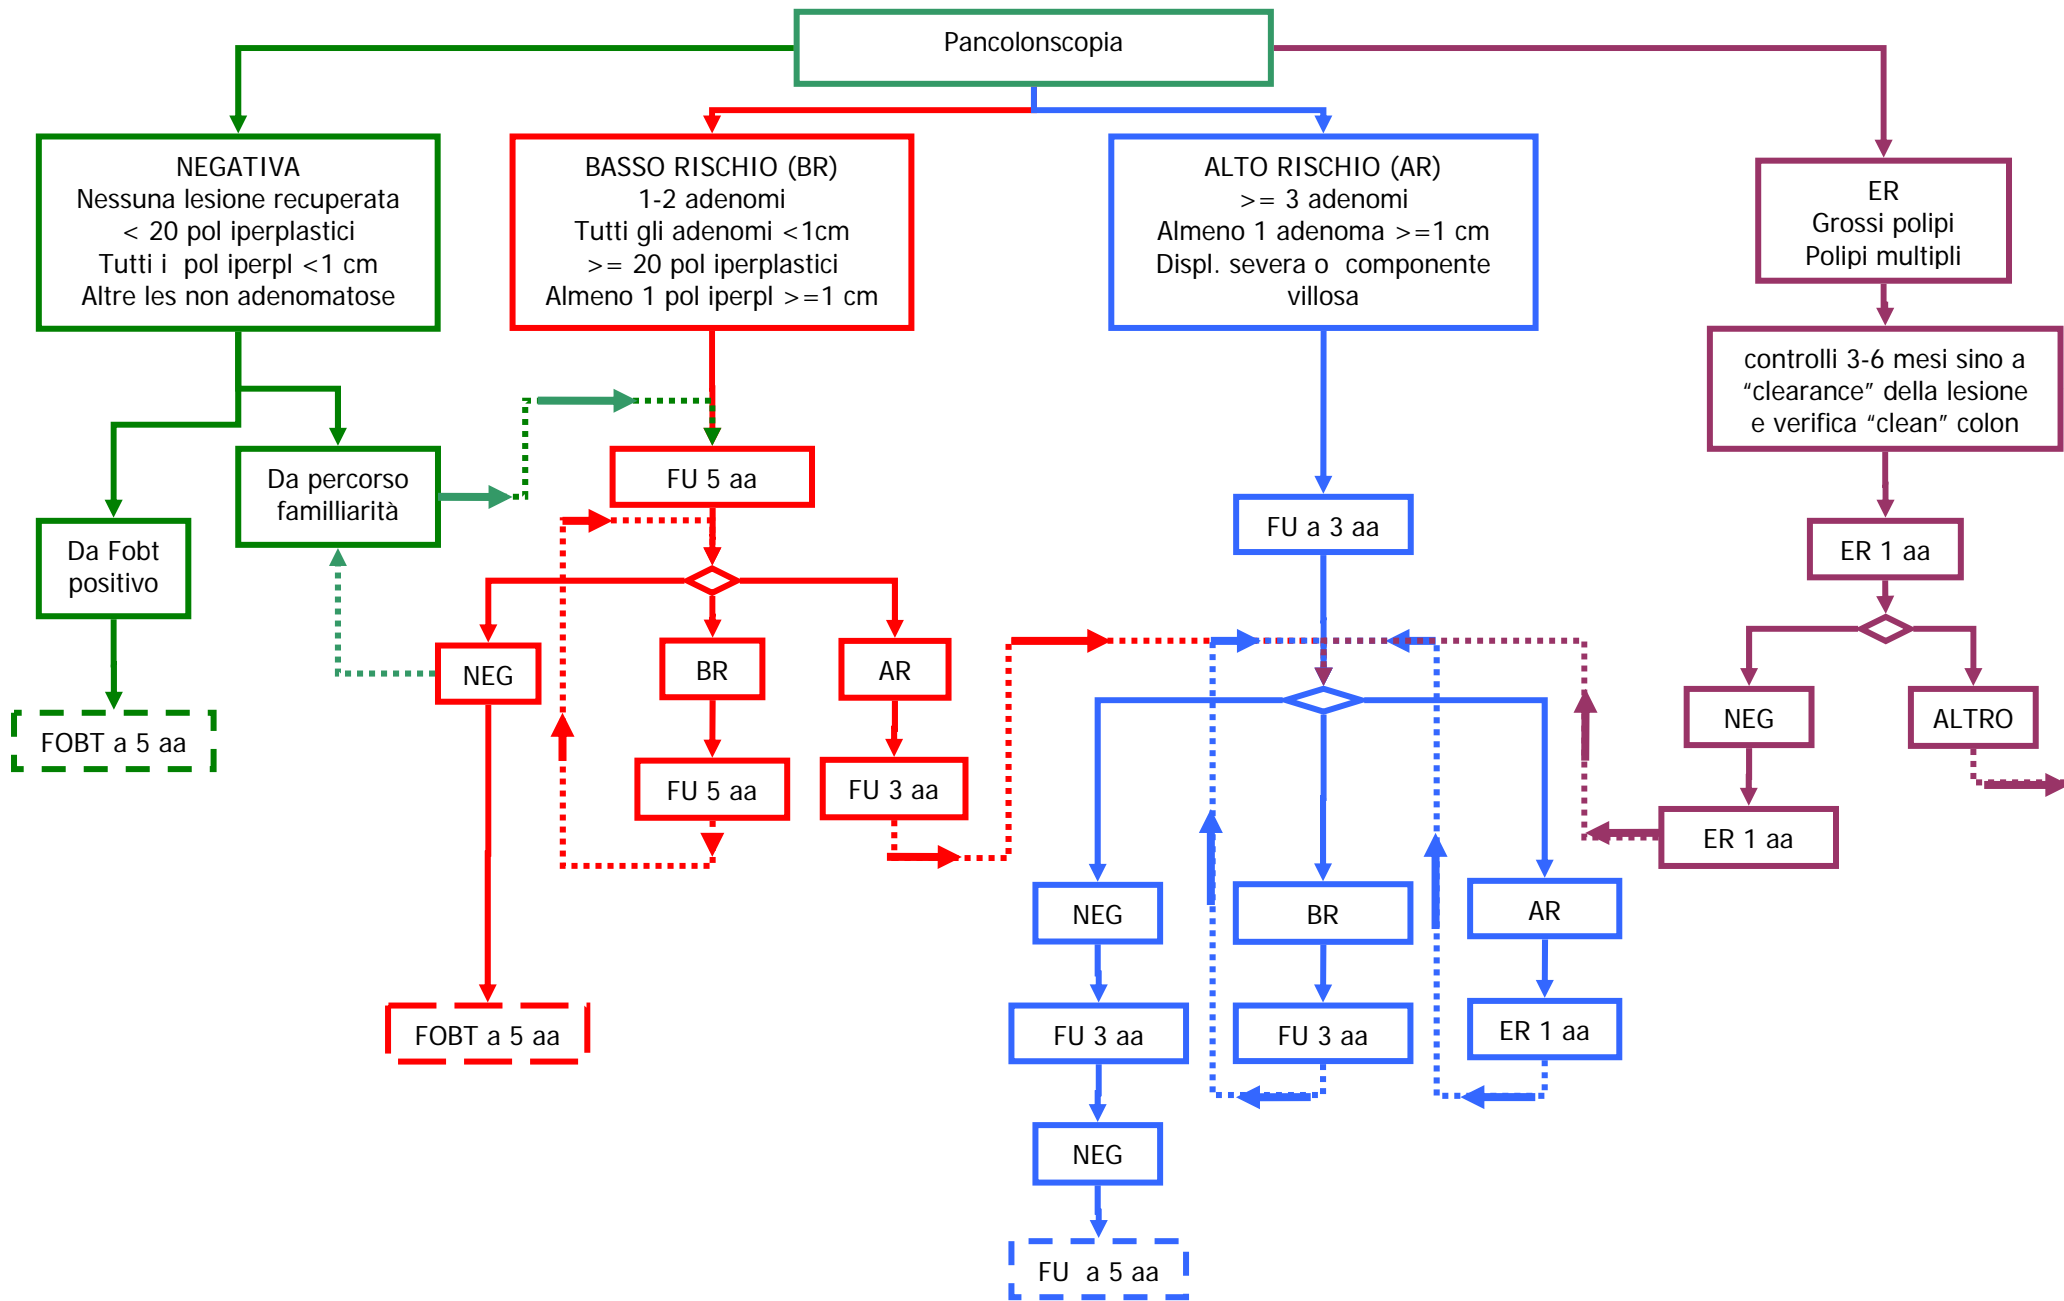 Pancolonscopia
NEGATIVA
Nessuna lesione recuperata
< 20 pol iperplastici
Tutti i pol iperpl <1 cm
Altre les non adenomatose
BASSO RISCHIO (BR)
1-2 adenomi
Tutti gli adenomi <1cm
>= 20 pol iperplastici
Almeno 1 pol iperpl >=1 cm
ALTO RISCHIO (AR)
>= 3 adenomi
Almeno 1 adenoma >=1 cm
Displ. severa o componente
villosa
ER
Grossi polipi
Polipi multipli
controlli 3-6 mesi sino a
“clearance” della lesione
e verifica “clean” colon
Da percorso
familliarità
FU 5 aa
FU a 3 aa
Da Fobt
positivo
ER 1 aa
NEG
BR
AR
NEG
ALTRO
FOBT a 5 aa
FU 5 aa
FU 3 aa
ER 1 aa
NEG
BR
AR
FOBT a 5 aa
FU 3 aa
FU 3 aa
ER 1 aa
NEG
FU a 5 aa